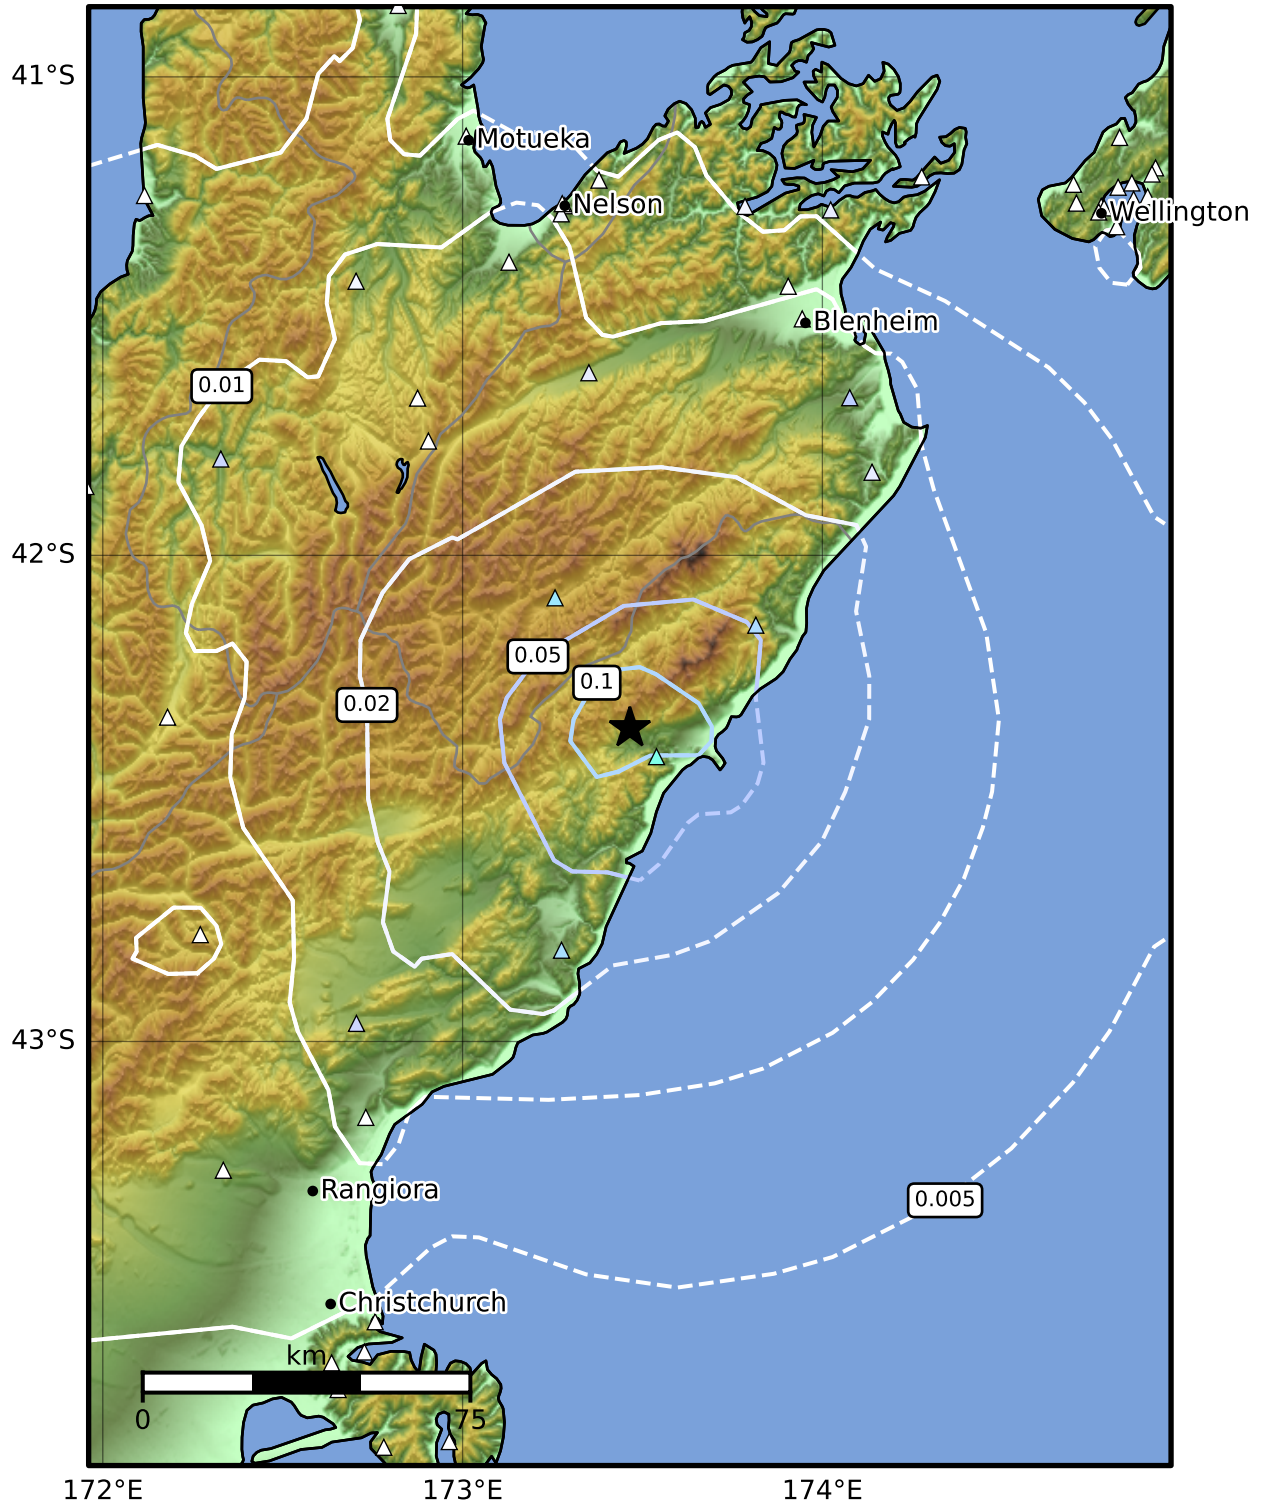 41°S
Motueka
Nelson
Wellington
Blenheim
0.01
42°S
0.05
0.1
0.02
43°S
Rangiora
0.005
Christchurch
km
0
75
172°E
173°E
174°E